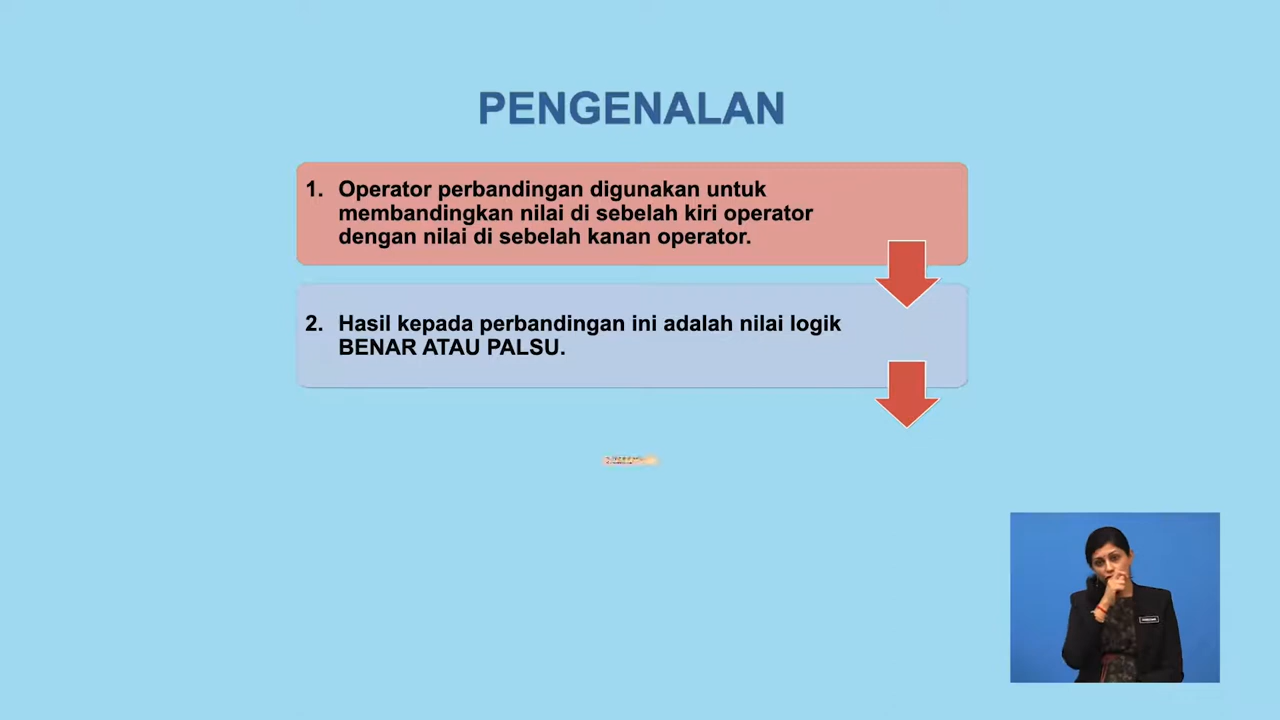 PENGENALAN
1. Operator perbandingan digunakan untuk
membandingkan nilai di sebelah kiri operator
dengan nilai di sebelah kanan operator.
2. Hasil kepada perbandingan ini adalah nilai logik
BENAR ATAU PALSU.